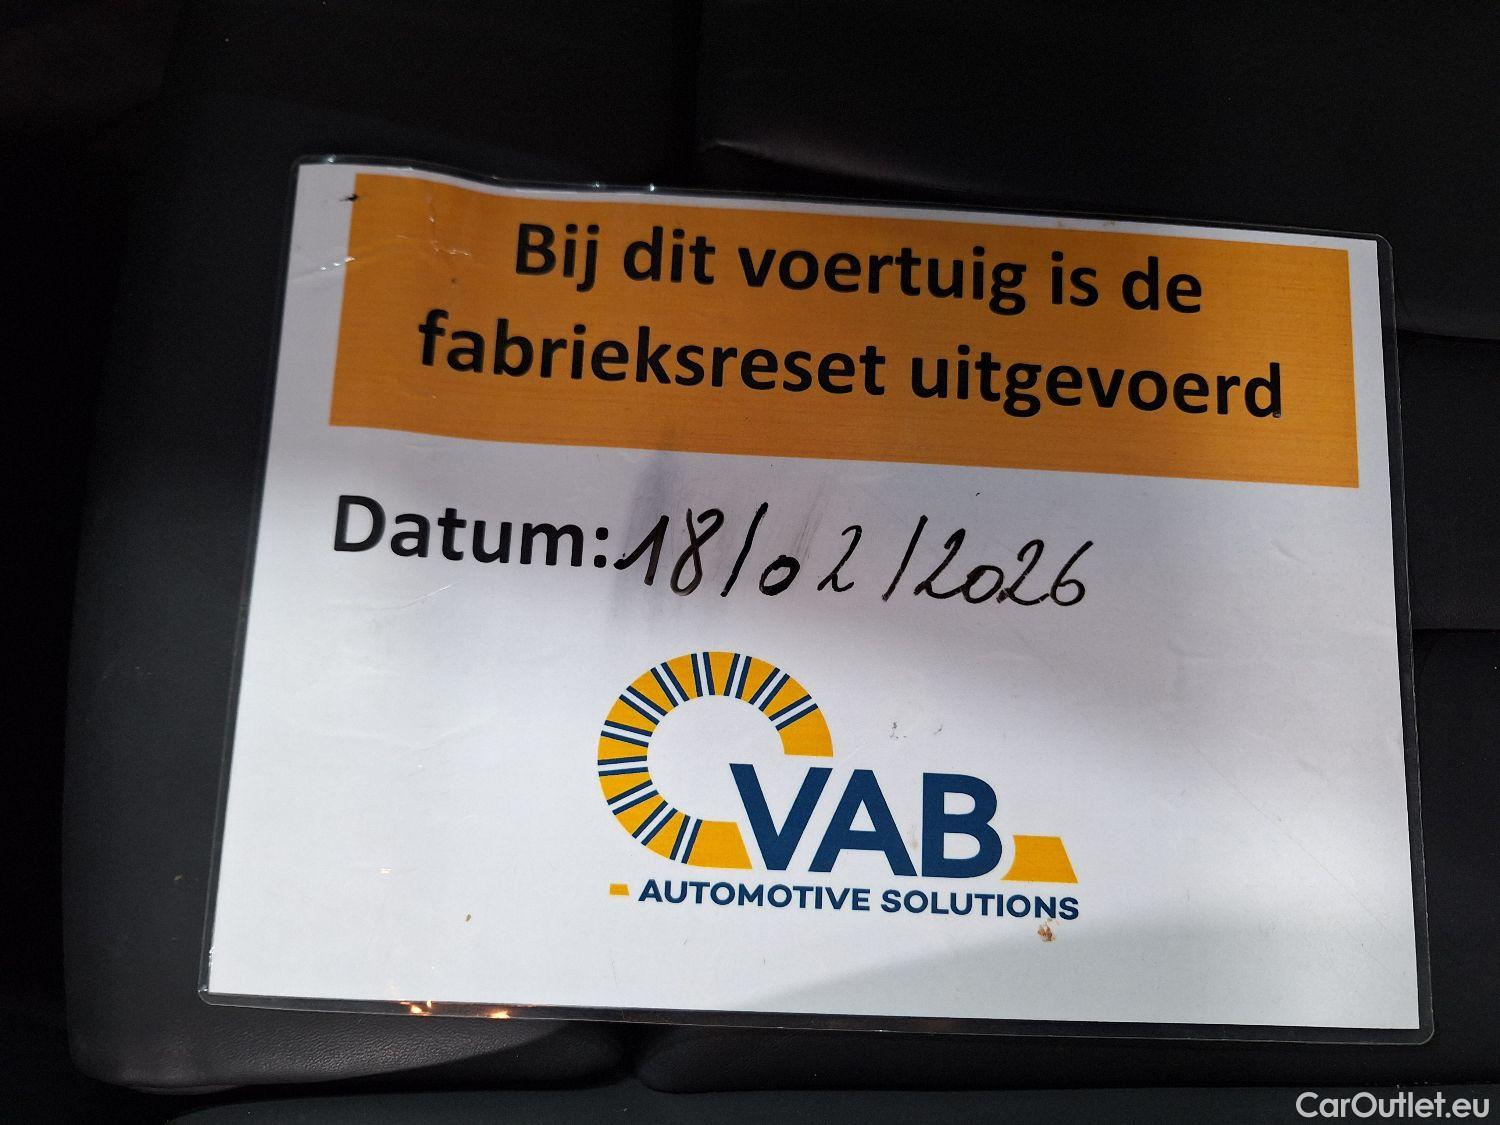 Bij dit voertuig is de
fabrieksreset uitgevoerd
Datum: 18/02/2026
VAB
AUTOMOTIVE SOLUTIONS
CarOutlet.eu